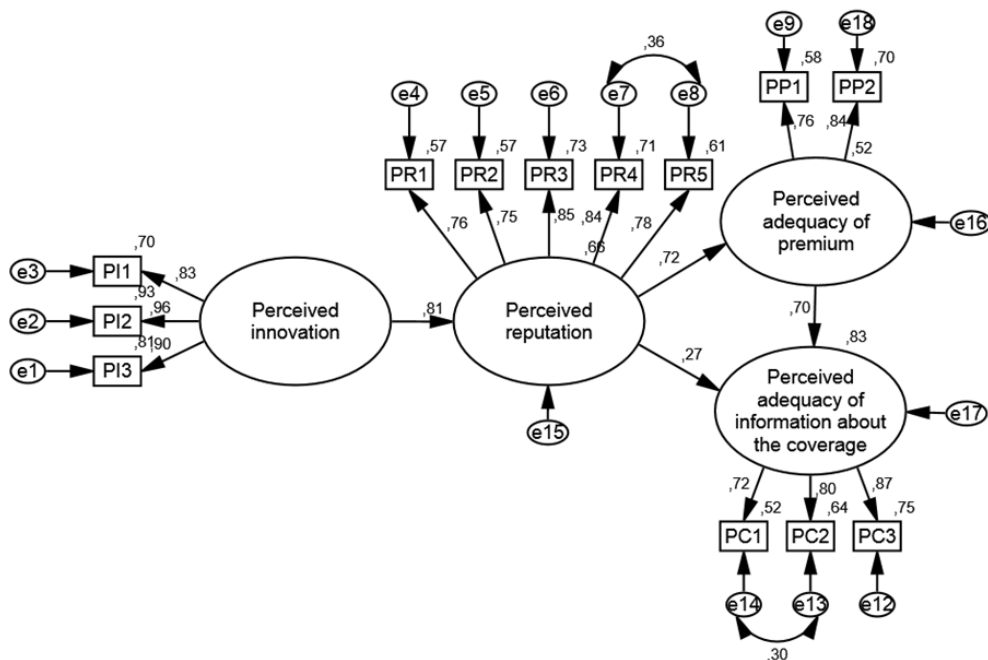 e9
e18
,58
,70
,36
PP1
PP2
e4
e5
e6
e7
e8
,76
,84
,57
,57
,73
,71
,61
,52
PR1
PR2
PR3
PR4
PR5
Perceived
adequacy of
premium
e16
,76
,75
,85
,84
,78
,66
,72
,70
e3
PI1
,83
,93
e2
PI2
,96
Perceived
innovation
,81
Perceived
reputation
,70
,81
,90
e1
PI3
,83
,27
Perceived
adequacy of
information about
the coverage
e17
e15
,72
,80
,87
,52
,64
,75
PC1
PC2
PC3
e14
e13
e12
,30